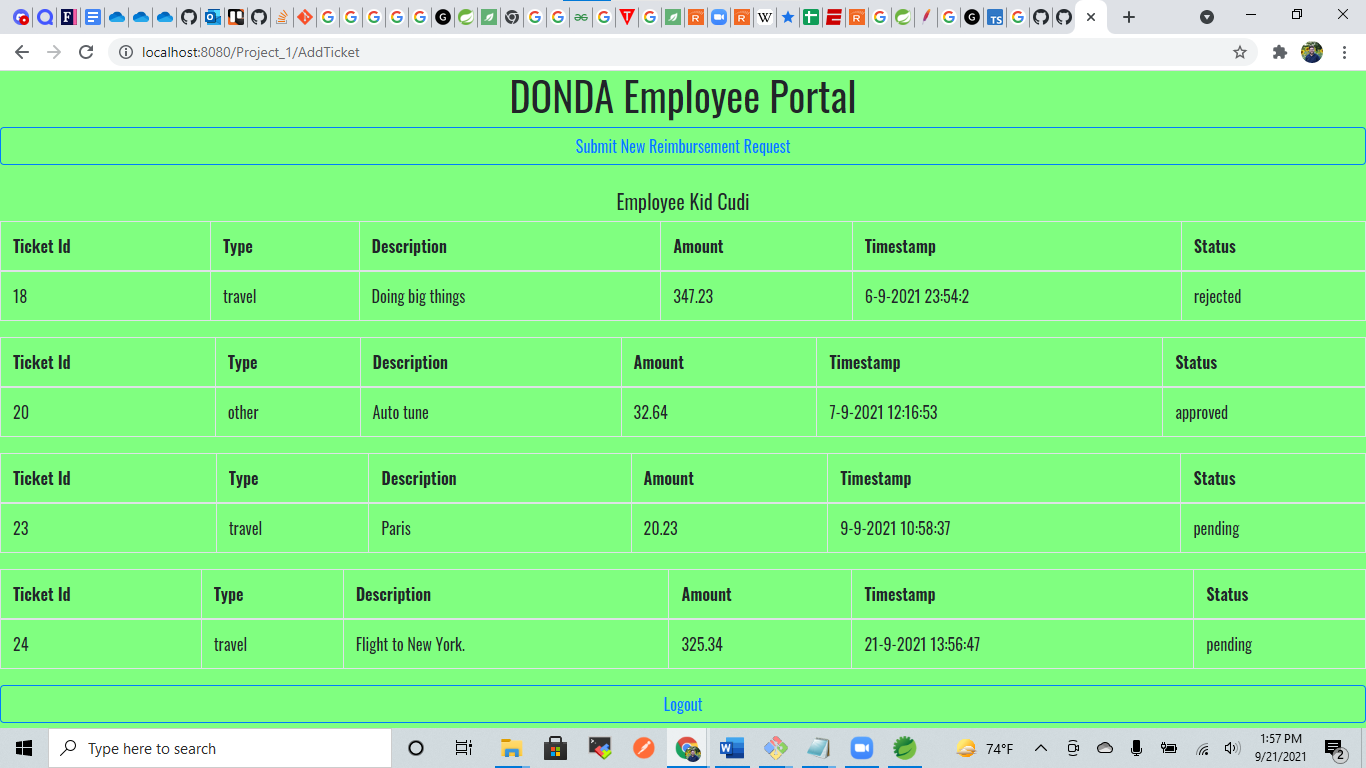 localhost:8080/Project_1/AddTicket
DONDA Employee Portal
Submit New Reimbursement Request
Employee Kid Cudi
Ticket Id Type Description Amount Timestamp Status
18 travel Doing big things 347.23 6-9-2021 23:54:2 rejected
Ticket Id Type Description Amount Timestamp Status
20 other Auto tune 32.64 7-9-2021 12:16:53 approved
Ticket Id Type Description Amount Timestamp Status
23 travel Paris 20.23 9-9-2021 10:58:37 pending
Ticket Id Type Description Amount Timestamp Status
24 travel Flight to New York. 325.34 21-9-2021 13:56:47 pending
Logout
Type here to search
74°F
1:57 PM
9/21/2021
2